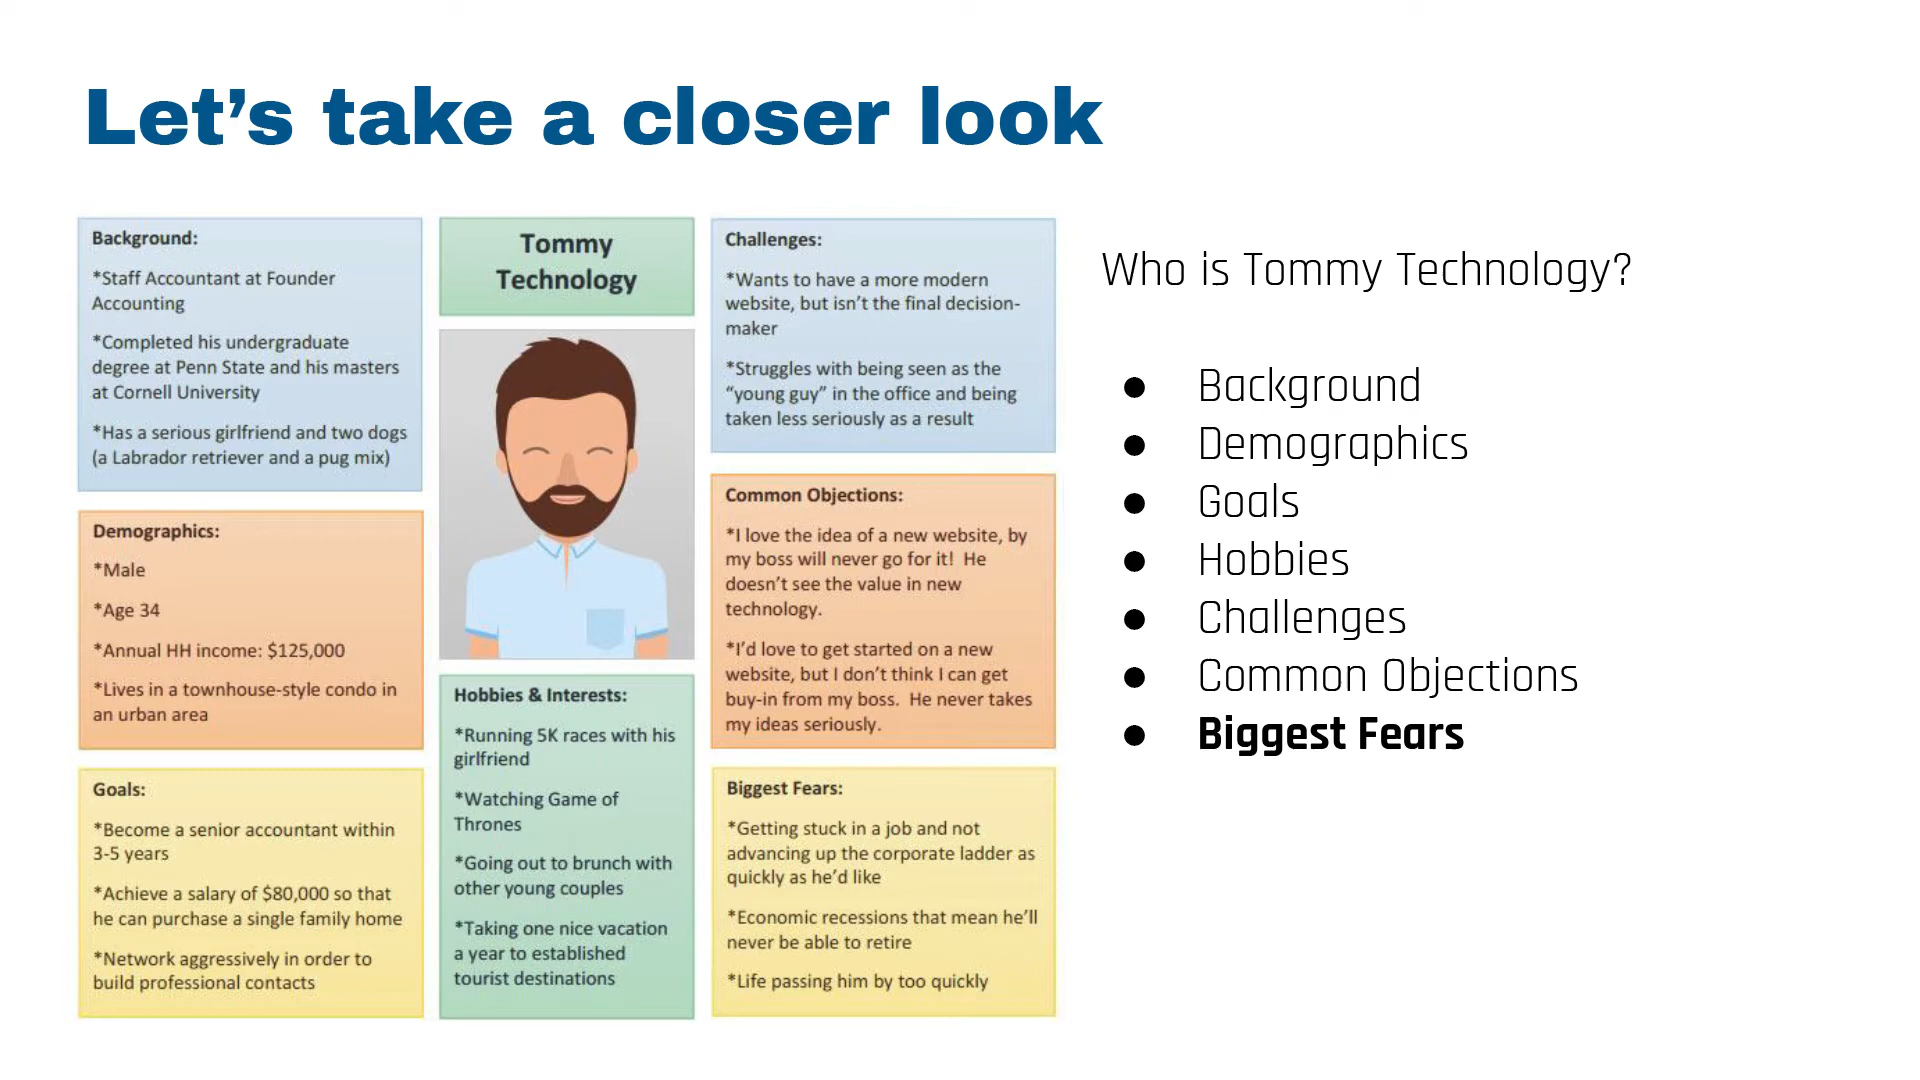 Let's take a closer look
Background:
*Staff Accountant at Founder
Accounting
*Completed his undergraduate
degree at Penn State and his masters
at Cornell University
*Has a serious girlfriend and two dogs
(a Labrador retriever and a pug mix)
Demographics:
*Male
*Age 34
*Annual HH income: $125,000
*Lives in a townhouse-style condo in
an urban area
Goals:
*Become a senior accountant within
3-5 years
*Achieve a salary of $80,000 so that
he can purchase a single family home
*Network aggressively in order to
build professional contacts
Tommy
Technology
Hobbies & Interests:
*Running 5K races with his
girlfriend
*Watching Game of
Thrones
*Going out to brunch with
other young couples
*Taking one nice vacation
a year to established
tourist destinations
Challenges:
*Wants to have a more modern
website, but isn't the final decision-
maker
*Struggles with being seen as the
“young guy” in the office and being
taken less seriously as a result
Common Objections:
*I love the idea of a new website, by
my boss will never go for it! He
doesn't see the value in new
technology.
*I'd love to get started on a new
website, but I don't think I can get
buy-in from my boss. He never takes
my ideas seriously.
Biggest Fears:
*Getting stuck in a job and not
advancing up the corporate ladder as
quickly as he'd like
*Economic recessions that mean he'll
never be able to retire
*Life passing him by too quickly
Who is Tommy Technology?
● Background
● Demographics
● Goals
● Hobbies
● Challenges
● Common Objections
● Biggest Fears